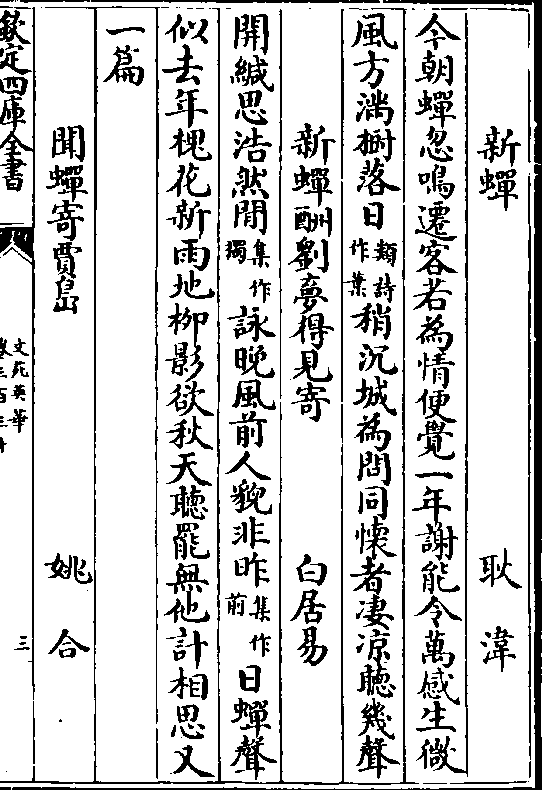 新蟬 耿湋
今朝蟬忽鳴遷客若為情便覺一年謝能令萬感生微
風方滿樹落日類詩作葉稍沉城為問同懷者凄凉聽幾聲
新蟬酬劉夢得見寄 白居易
開緘思浩然閒集作獨詠晚風前人貌非昨集作前日蟬聲
似去年槐花新雨地栁影欲秋天聽罷無他計相思又
一篇
聞蟬寄賈島 姚合
欽定四庫全書
文苑英華
卷三百三十
三